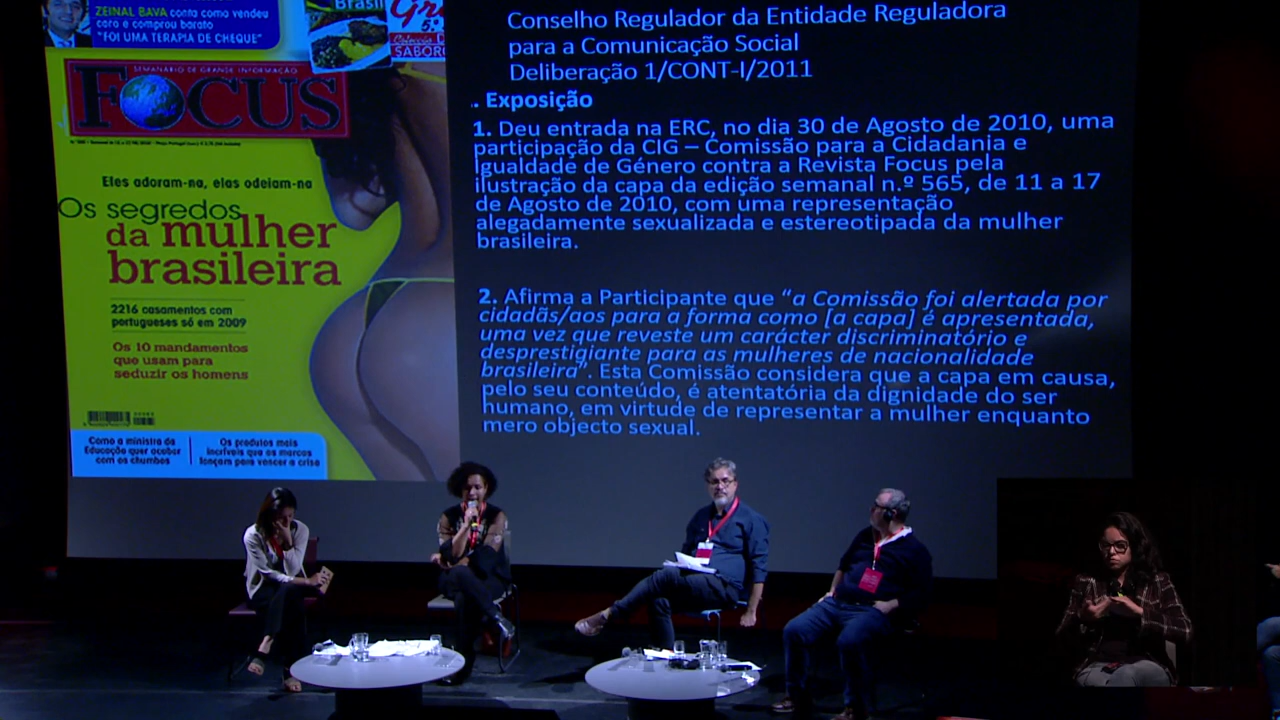 ZEINAL BAVA conta como vendeu
caro e comprou barato
"FOI UMA TERAPIA DE CHEQUE"
Brasil
SEMANÁRIO DE GRANDE INFORMAÇÃO
FOCUS
Eles adoram-na, elas odeiam-na
Os segredos
da mulher
brasileira
2216 casamentos com
portugueses só em 2009
Os 10 mandamentos
que usam para
seduzir os homens
Como a ministra da
Educação quer acabar
com os chumbos
Os produtos mais
incríveis que as marcas
lançam para vencer a crise
Conselho Regulador da Entidade Reguladora
para a Comunicação Social
Deliberação 1/CONT-I/2011
. Exposição
1. Deu entrada na ERC, no dia 30 de Agosto de 2010, uma
participação da CIG – Comissão para a Cidadania e
Igualdade de Género contra a Revista Focus pela
ilustração da capa da edição semanal n.º 565, de 11 a 17
de Agosto de 2010, com uma representação
alegadamente sexualizada e estereotipada da mulher
brasileira.
2. Afirma a Participante que “a Comissão foi alertada por
cidadãs/aos para a forma como [a capa] é apresentada,
uma vez que reveste um carácter discriminatório e
desprestigiante para as mulheres de nacionalidade
brasileira”. Esta Comissão considera que a capa em causa,
pelo seu conteúdo, é atentatória da dignidade do ser
humano, em virtude de representar a mulher enquanto
mero objecto sexual.